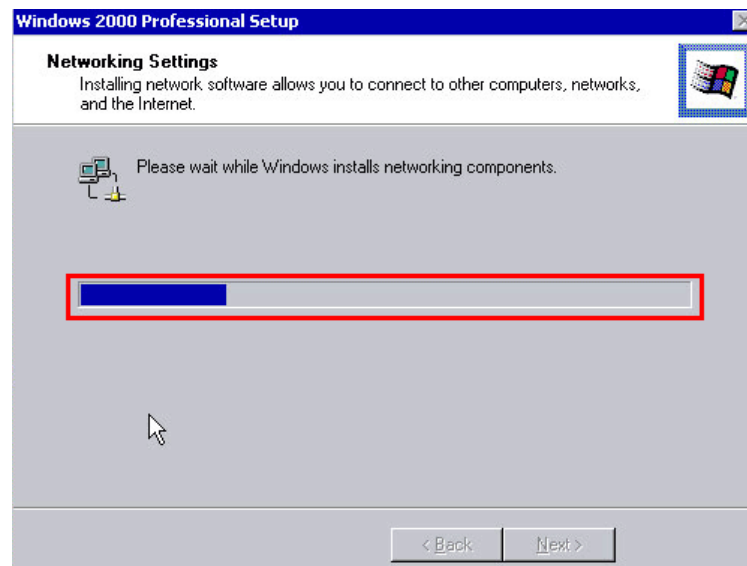 Windows 2000 Professional Setup
Networking Settings
Installing network software allows you to connect to other computers, networks,
and the Internet.
Please wait while Windows installs networking components.
< Back
Next >